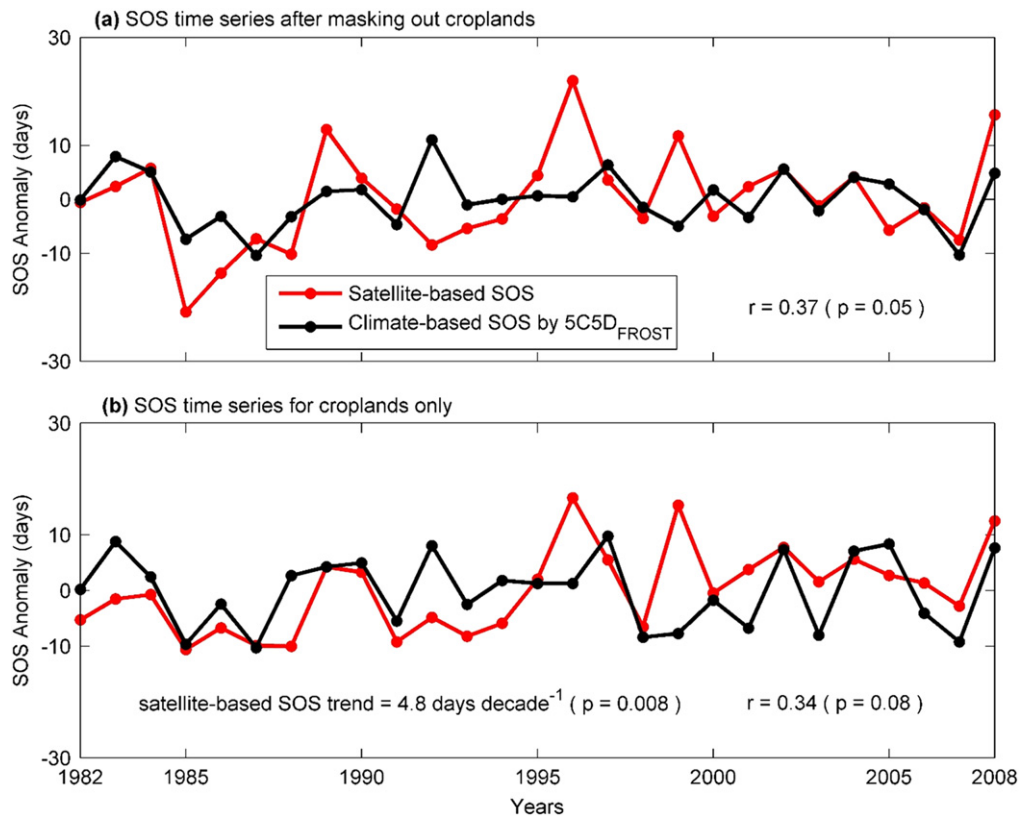 (a) SOS time series after masking out croplands
30
10
0
-10
-30
SOS Anomaly (days)
Satellite-based SOS
Climate-based SOS by 5C5D_FROST
r = 0.37 ( p = 0.05 )
(b) SOS time series for croplands only
30
10
0
-10
-30
SOS Anomaly (days)
satellite-based SOS trend = 4.8 days decade^-1 ( p = 0.008 )
r = 0.34 ( p = 0.08 )
1982 1985 1990 1995 2000 2005 2008
Years